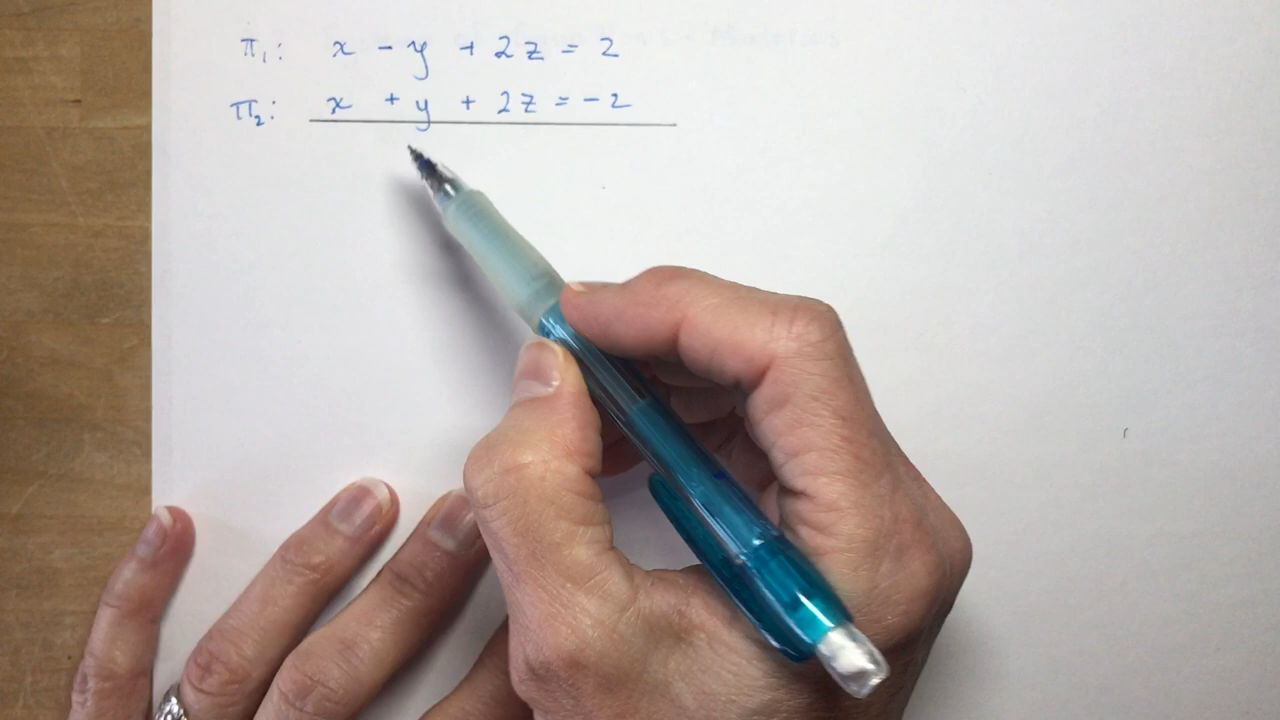 π₁: x - y + 2z = 2
π₂: x + y + 2z = -2